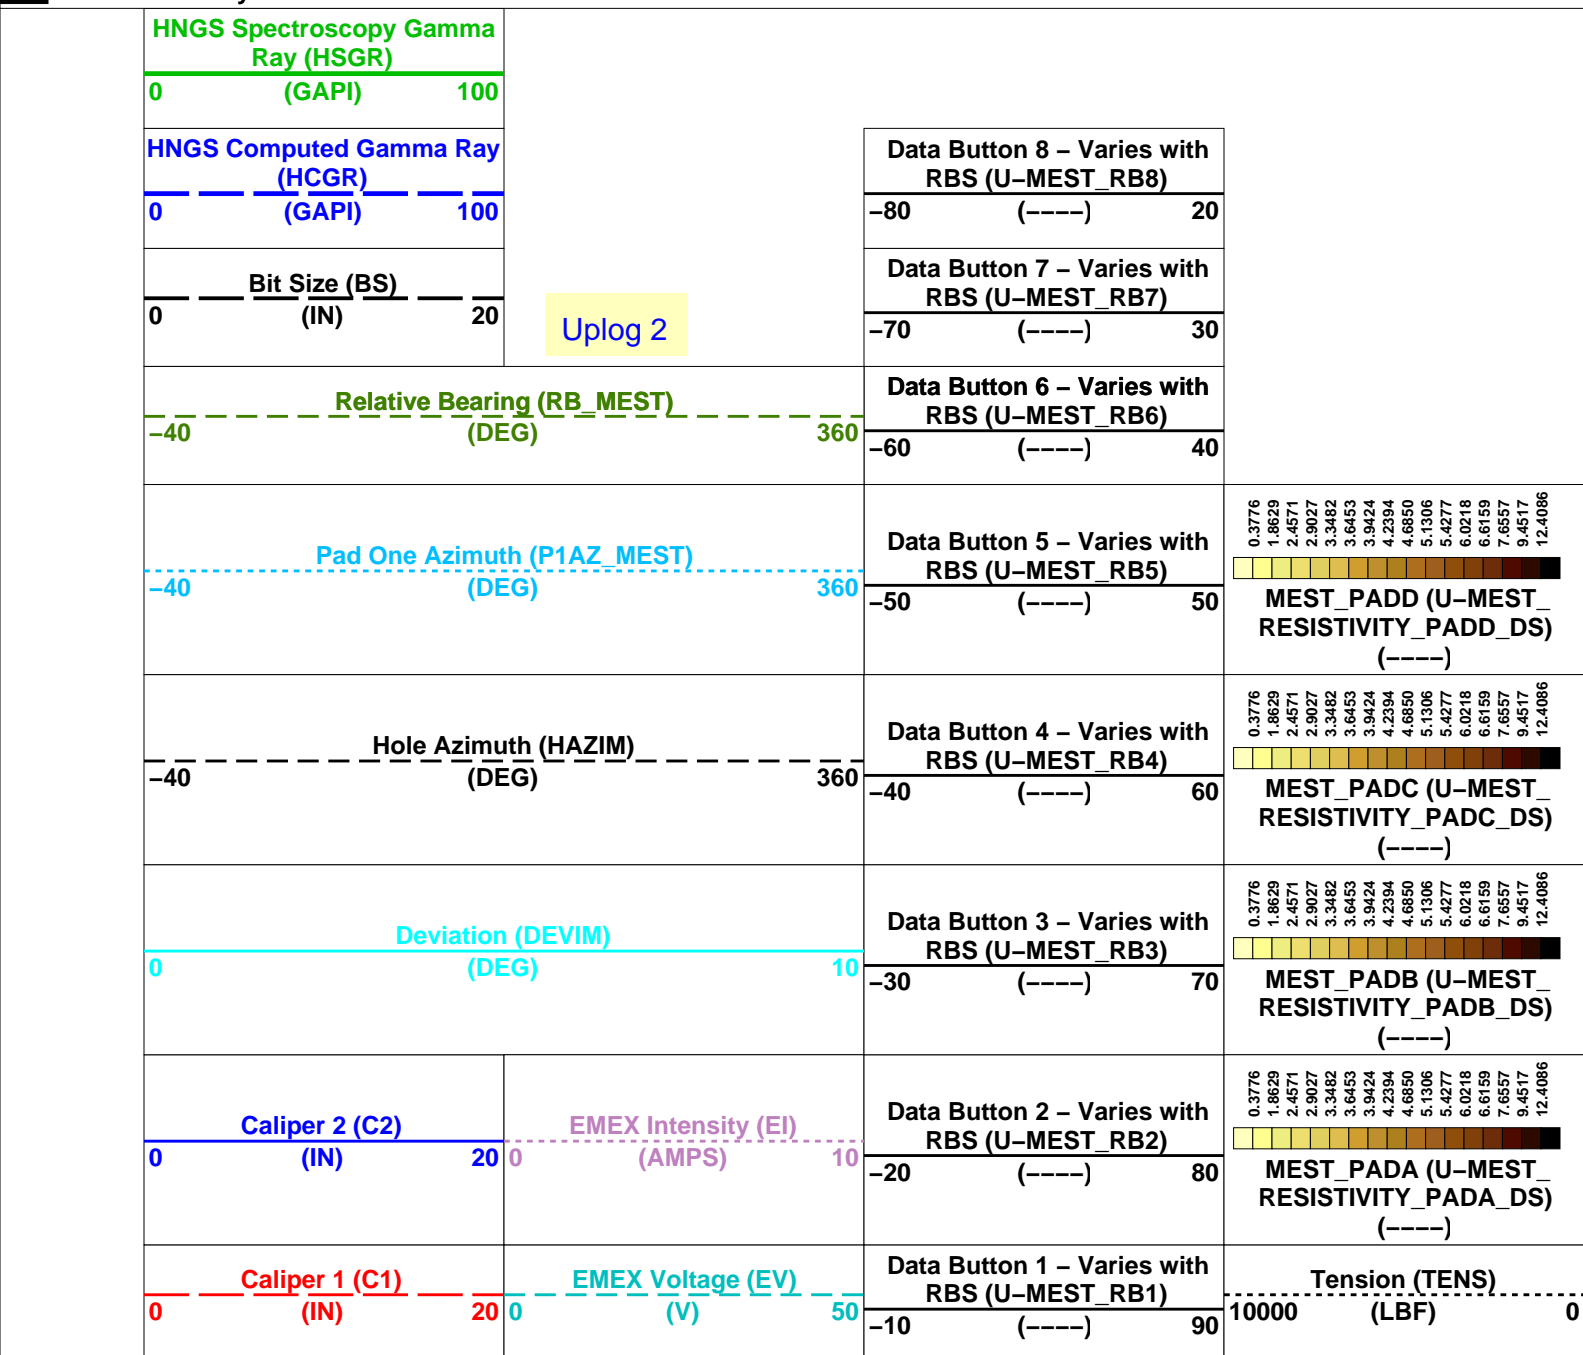 HNGS Spectroscopy Gamma
Ray (HSGR)
0 (GAPI) 100
HNGS Computed Gamma Ray
(HCGR)
0 (GAPI) 100
Data Button 8 – Varies with
RBS (U–MEST_RB8)
–80 (––––) 20
Bit Size (BS)
0 (IN) 20
Uplog 2
Data Button 7 – Varies with
RBS (U–MEST_RB7)
–70 (––––) 30
Relative Bearing (RB_MEST)
–40 (DEG) 360
Data Button 6 – Varies with
RBS (U–MEST_RB6)
–60 (––––) 40
Pad One Azimuth (P1AZ_MEST)
–40 (DEG) 360
Data Button 5 – Varies with
RBS (U–MEST_RB5)
–50 (––––) 50
0.3776 1.8629 2.4571 2.9027 3.3482 3.6453 3.9424 4.2394 4.6850 5.1306 5.4277 6.0218 6.6159 7.6557 9.4517 12.4086
MEST_PADD (U–MEST_
RESISTIVITY_PADD_DS)
(––––)
Hole Azimuth (HAZIM)
–40 (DEG) 360
Data Button 4 – Varies with
RBS (U–MEST_RB4)
–40 (––––) 60
0.3776 1.8629 2.4571 2.9027 3.3482 3.6453 3.9424 4.2394 4.6850 5.1306 5.4277 6.0218 6.6159 7.6557 9.4517 12.4086
MEST_PADC (U–MEST_
RESISTIVITY_PADC_DS)
(––––)
Deviation (DEVIM)
0 (DEG) 10
Data Button 3 – Varies with
RBS (U–MEST_RB3)
–30 (––––) 70
0.3776 1.8629 2.4571 2.9027 3.3482 3.6453 3.9424 4.2394 4.6850 5.1306 5.4277 6.0218 6.6159 7.6557 9.4517 12.4086
MEST_PADB (U–MEST_
RESISTIVITY_PADB_DS)
(––––)
Caliper 2 (C2)
0 (IN) 20
EMEX Intensity (EI)
0 (AMPS) 10
Data Button 2 – Varies with
RBS (U–MEST_RB2)
–20 (––––) 80
0.3776 1.8629 2.4571 2.9027 3.3482 3.6453 3.9424 4.2394 4.6850 5.1306 5.4277 6.0218 6.6159 7.6557 9.4517 12.4086
MEST_PADA (U–MEST_
RESISTIVITY_PADA_DS)
(––––)
Caliper 1 (C1)
0 (IN) 20
EMEX Voltage (EV)
0 (V) 50
Data Button 1 – Varies with
RBS (U–MEST_RB1)
–10 (––––) 90
Tension (TENS)
10000 (LBF) 0